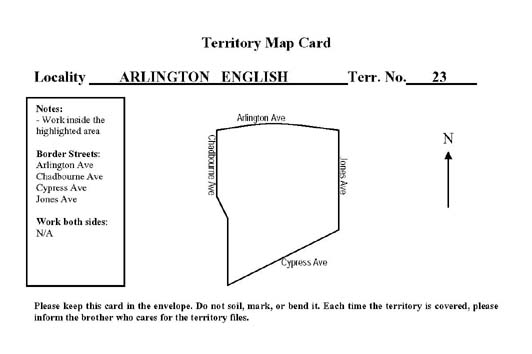 Territory Map Card
Locality ARLINGTON ENGLISH Terr. No. 23
Notes:
- Work inside the
highlighted area
Border Streets:
Arlington Ave
Chadbourne Ave
Cypress Ave
Jones Ave
Work both sides:
N/A
Arlington Ave
Chadbourne Ave
Jones Ave
Cypress Ave
N
Please keep this card in the envelope. Do not soil, mark, or bend it. Each time the territory is covered, please
inform the brother who cares for the territory files.